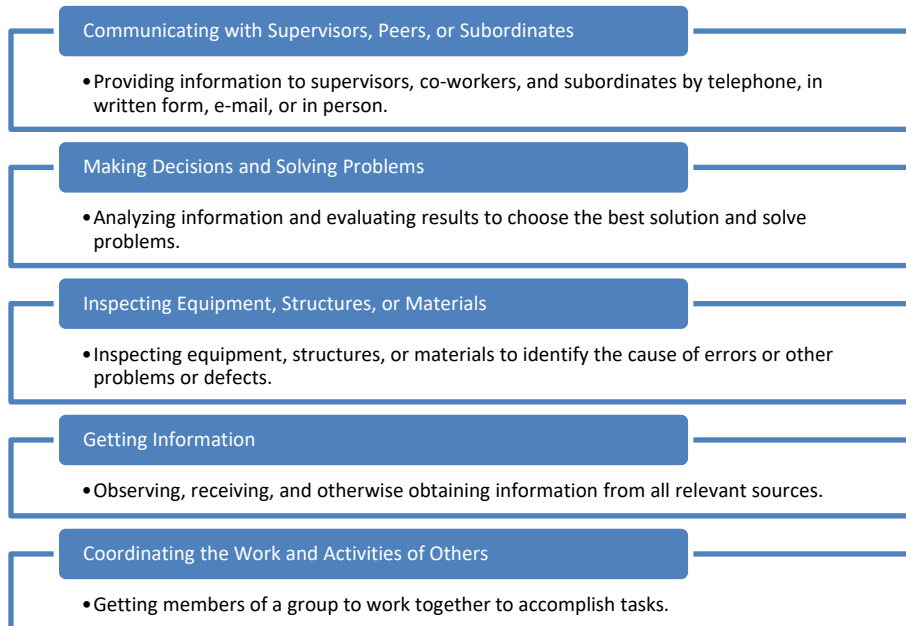 Communicating with Supervisors, Peers, or Subordinates
•Providing information to supervisors, co-workers, and subordinates by telephone, in
written form, e-mail, or in person.
Making Decisions and Solving Problems
•Analyzing information and evaluating results to choose the best solution and solve
problems.
Inspecting Equipment, Structures, or Materials
•Inspecting equipment, structures, or materials to identify the cause of errors or other
problems or defects.
Getting Information
•Observing, receiving, and otherwise obtaining information from all relevant sources.
Coordinating the Work and Activities of Others
•Getting members of a group to work together to accomplish tasks.